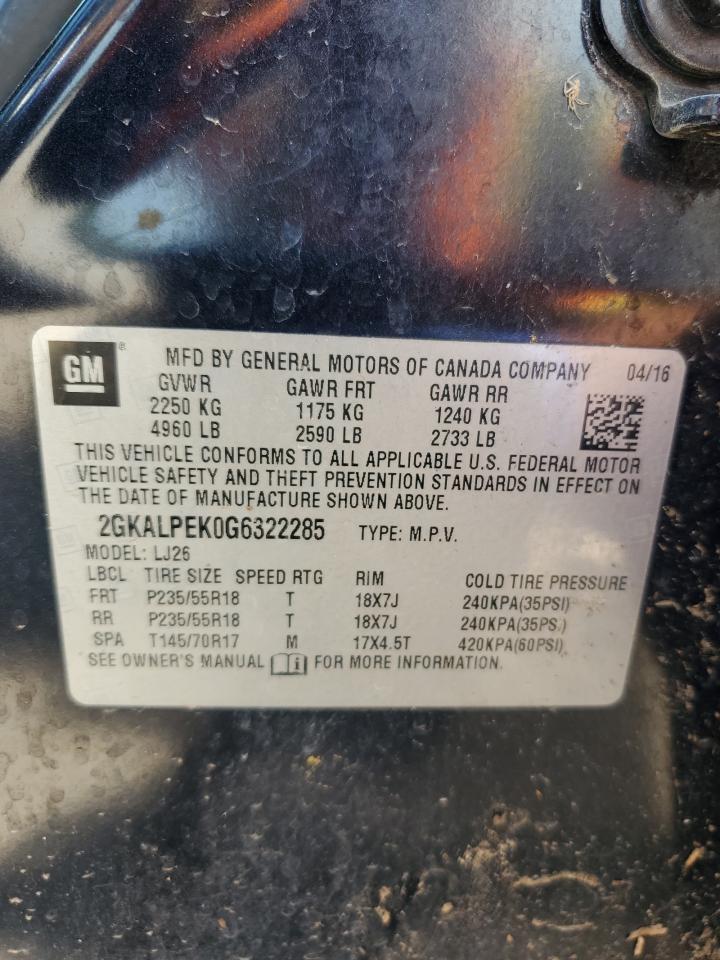 GM ® MFD BY GENERAL MOTORS OF CANADA COMPANY 04/16
GVWR GAWR FRT GAWR RR
2250 KG 1175 KG 1240 KG
4960 LB 2590 LB 2733 LB
THIS VEHICLE CONFORMS TO ALL APPLICABLE U.S. FEDERAL MOTOR
VEHICLE SAFETY AND THEFT PREVENTION STANDARDS IN EFFECT ON
THE DATE OF MANUFACTURE SHOWN ABOVE.
2GKALPEK0G6322285 TYPE: M.P.V.
MODEL: LJ26
LBCL TIRE SIZE SPEED RTG RIM COLD TIRE PRESSURE
FRT P235/55R18 T 18X7J 240KPA(35PSI)
RR P235/55R18 T 18X7J 240KPA(35PSI)
SPA T145/70R17 M 17X4.5T 420KPA(60PSI)
SEE OWNER'S MANUAL FOR MORE INFORMATION.